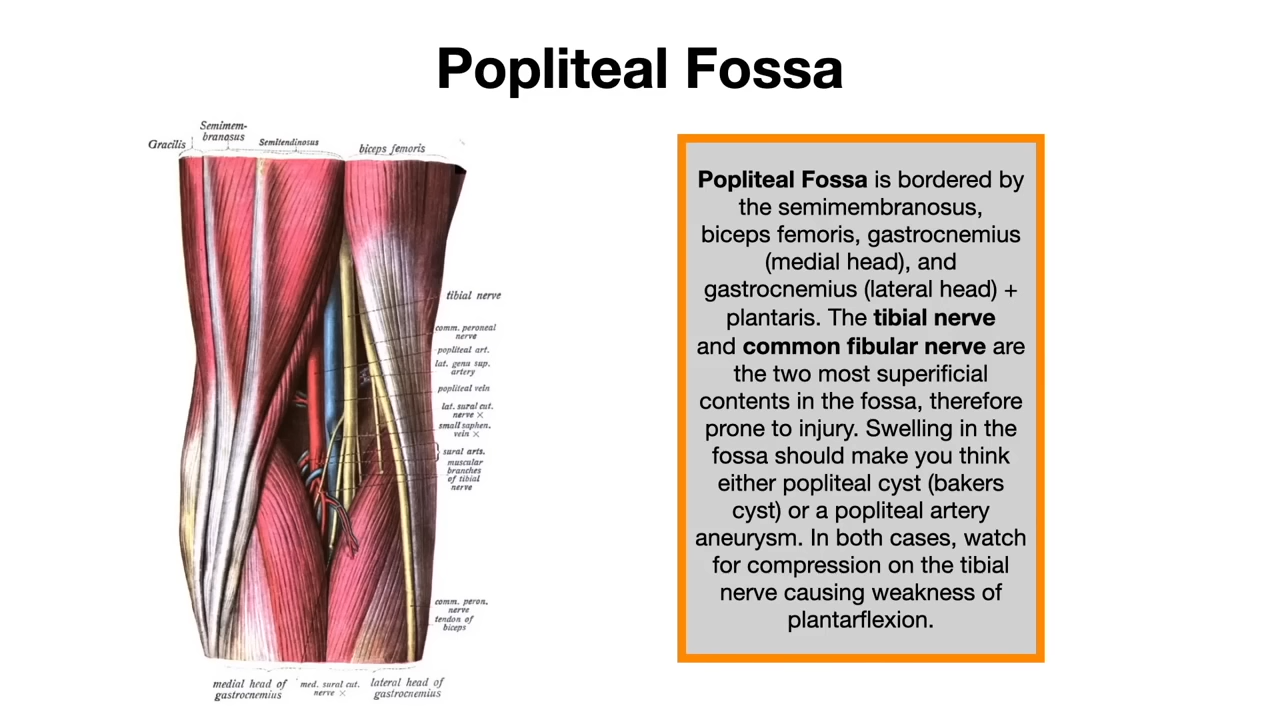 Popliteal Fossa
Semimem-
branosus
Gracilis
Semitendinosus
biceps femoris
tibial nerve
comm. peroneal
nerve
popliteal art.
lat. genu sup.
artery
popliteal vein
lat. sural cut.
nerve ×
small saphen.
vein ×
sural arts.
muscular
branches
of tibial
nerve
comm. peron.
nerve
tendon of
biceps
medial head of
gastrocnemius
med. sural cut.
nerve ×
lateral head of
gastrocnemius
Popliteal Fossa is bordered by
the semimembranosus,
biceps femoris, gastrocnemius
(medial head), and
gastrocnemius (lateral head) +
plantaris. The tibial nerve
and common fibular nerve are
the two most superificial
contents in the fossa, therefore
prone to injury. Swelling in the
fossa should make you think
either popliteal cyst (bakers
cyst) or a popliteal artery
aneurysm. In both cases, watch
for compression on the tibial
nerve causing weakness of
plantarflexion.